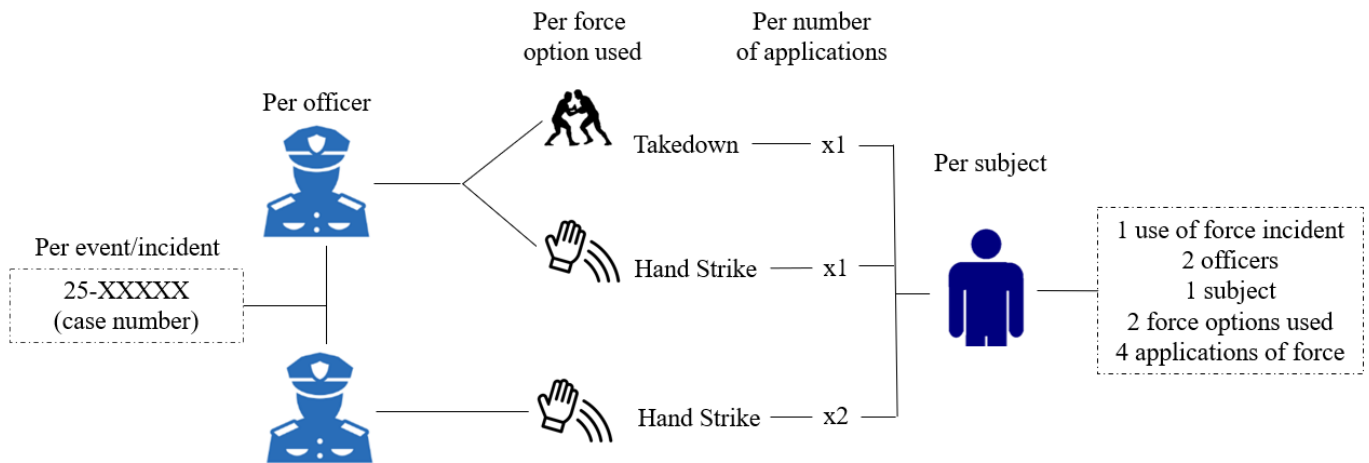 Per event/incident
25-XXXXX
(case number)
Per officer
Per force
option used
Takedown
Hand Strike
Hand Strike
Per number
of applications
x1
x1
x2
Per subject
1 use of force incident
2 officers
1 subject
2 force options used
4 applications of force